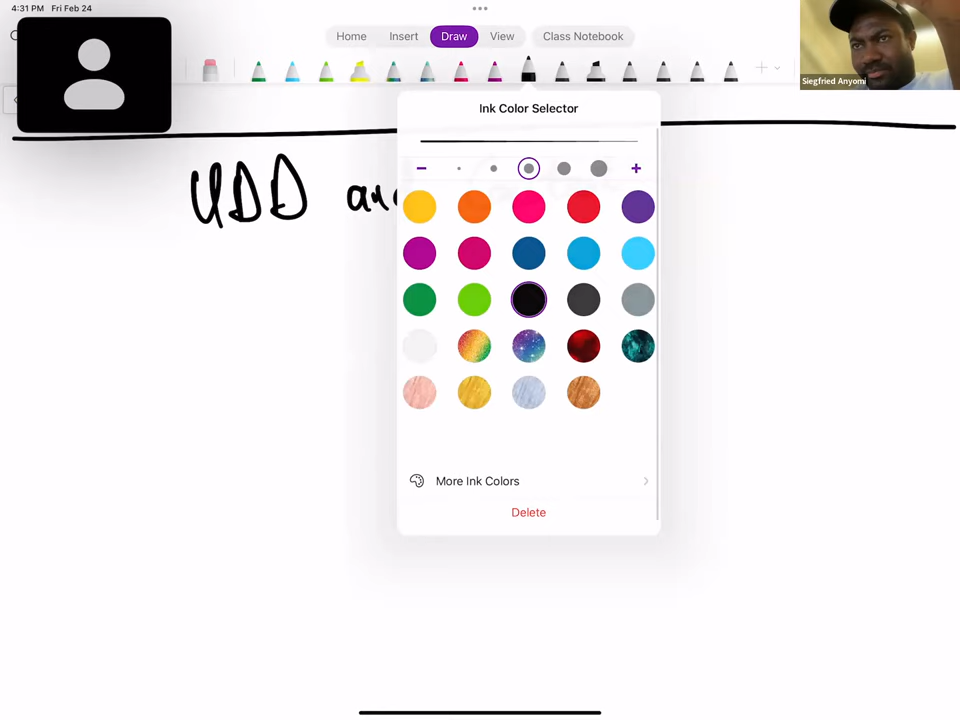 4:31 PM Fri Feb 24
Home Insert Draw View Class Notebook
Siegfried Anyomi
Ink Color Selector
UDD and
More Ink Colors
Delete